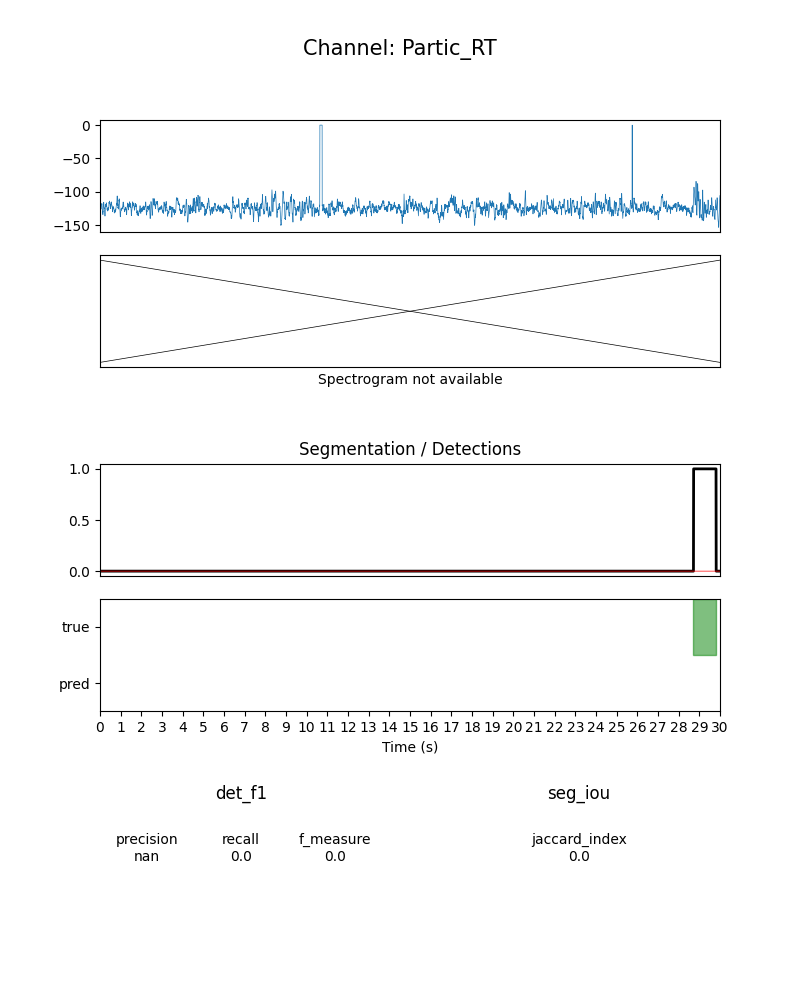 Channel: Partic_RT
0
−50
−100
−150
Spectrogram not available
Segmentation / Detections
1.0
0.5
0.0
true
pred
0 1 2 3 4 5 6 7 8 9 10 11 12 13 14 15 16 17 18 19 20 21 22 23 24 25 26 27 28 29 30
Time (s)
det_f1 seg_iou
precision recall f_measure jaccard_index
nan 0.0 0.0 0.0